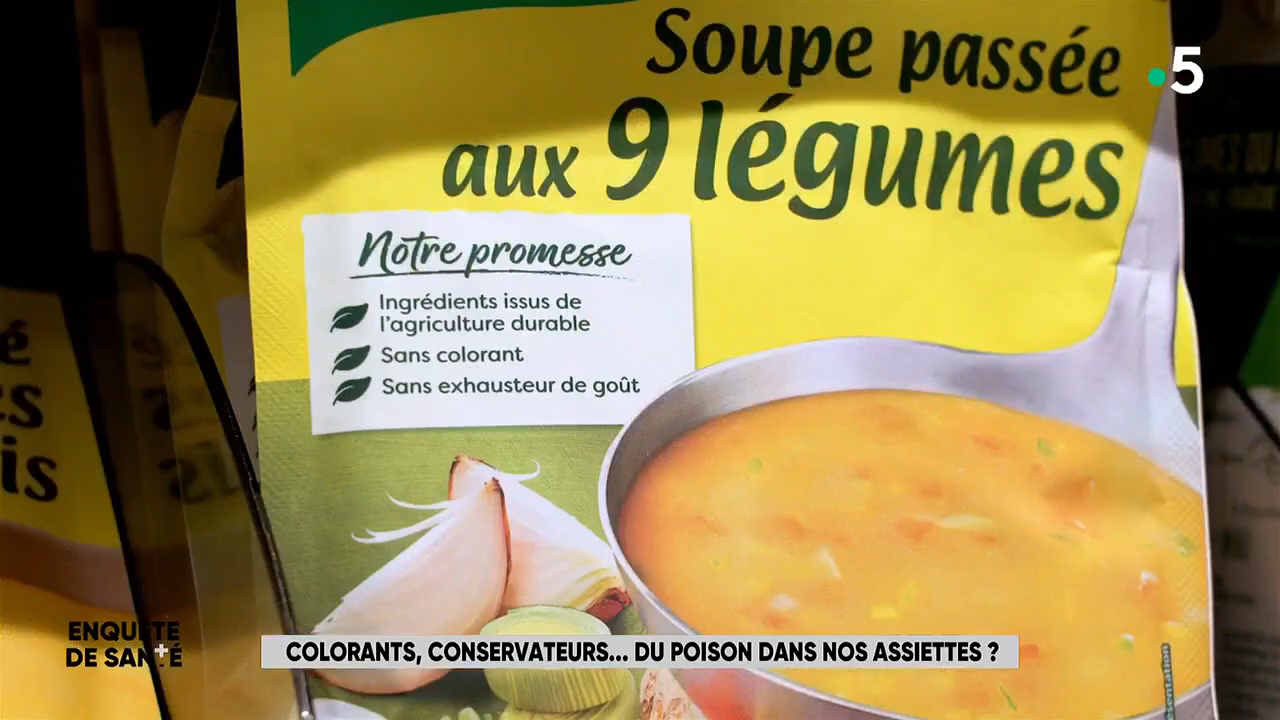 Soupe passée
aux 9 légumes
5
Notre promesse
Ingrédients issus de
l'agriculture durable
Sans colorant
Sans exhausteur de goût
é
is
ENQUÊTE
DE SANTÉ
COLORANTS, CONSERVATEURS... DU POISON DANS NOS ASSIETTES ?